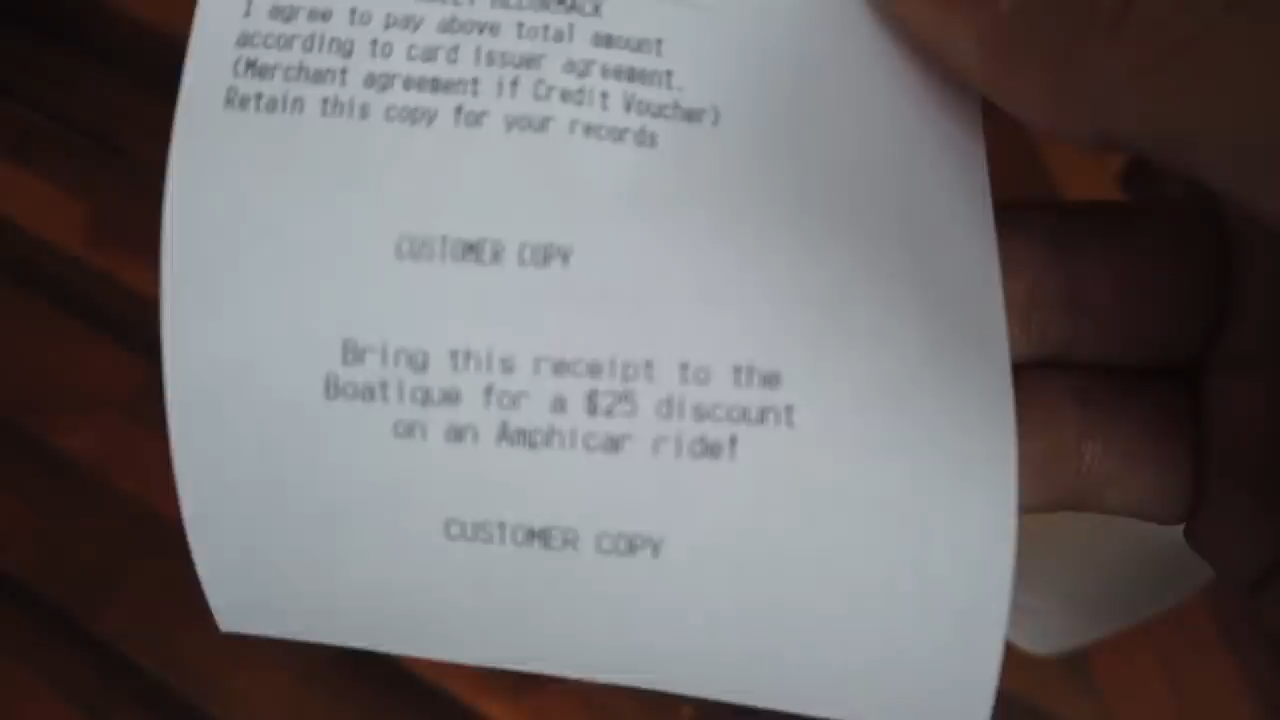 I agree to pay above total amount
according to card issuer agreement.
(Merchant agreement if Credit Voucher)
Retain this copy for your records
CUSTOMER COPY
Bring this receipt to the
Boatique for a $25 discount
on an Amphicar ride!
CUSTOMER COPY